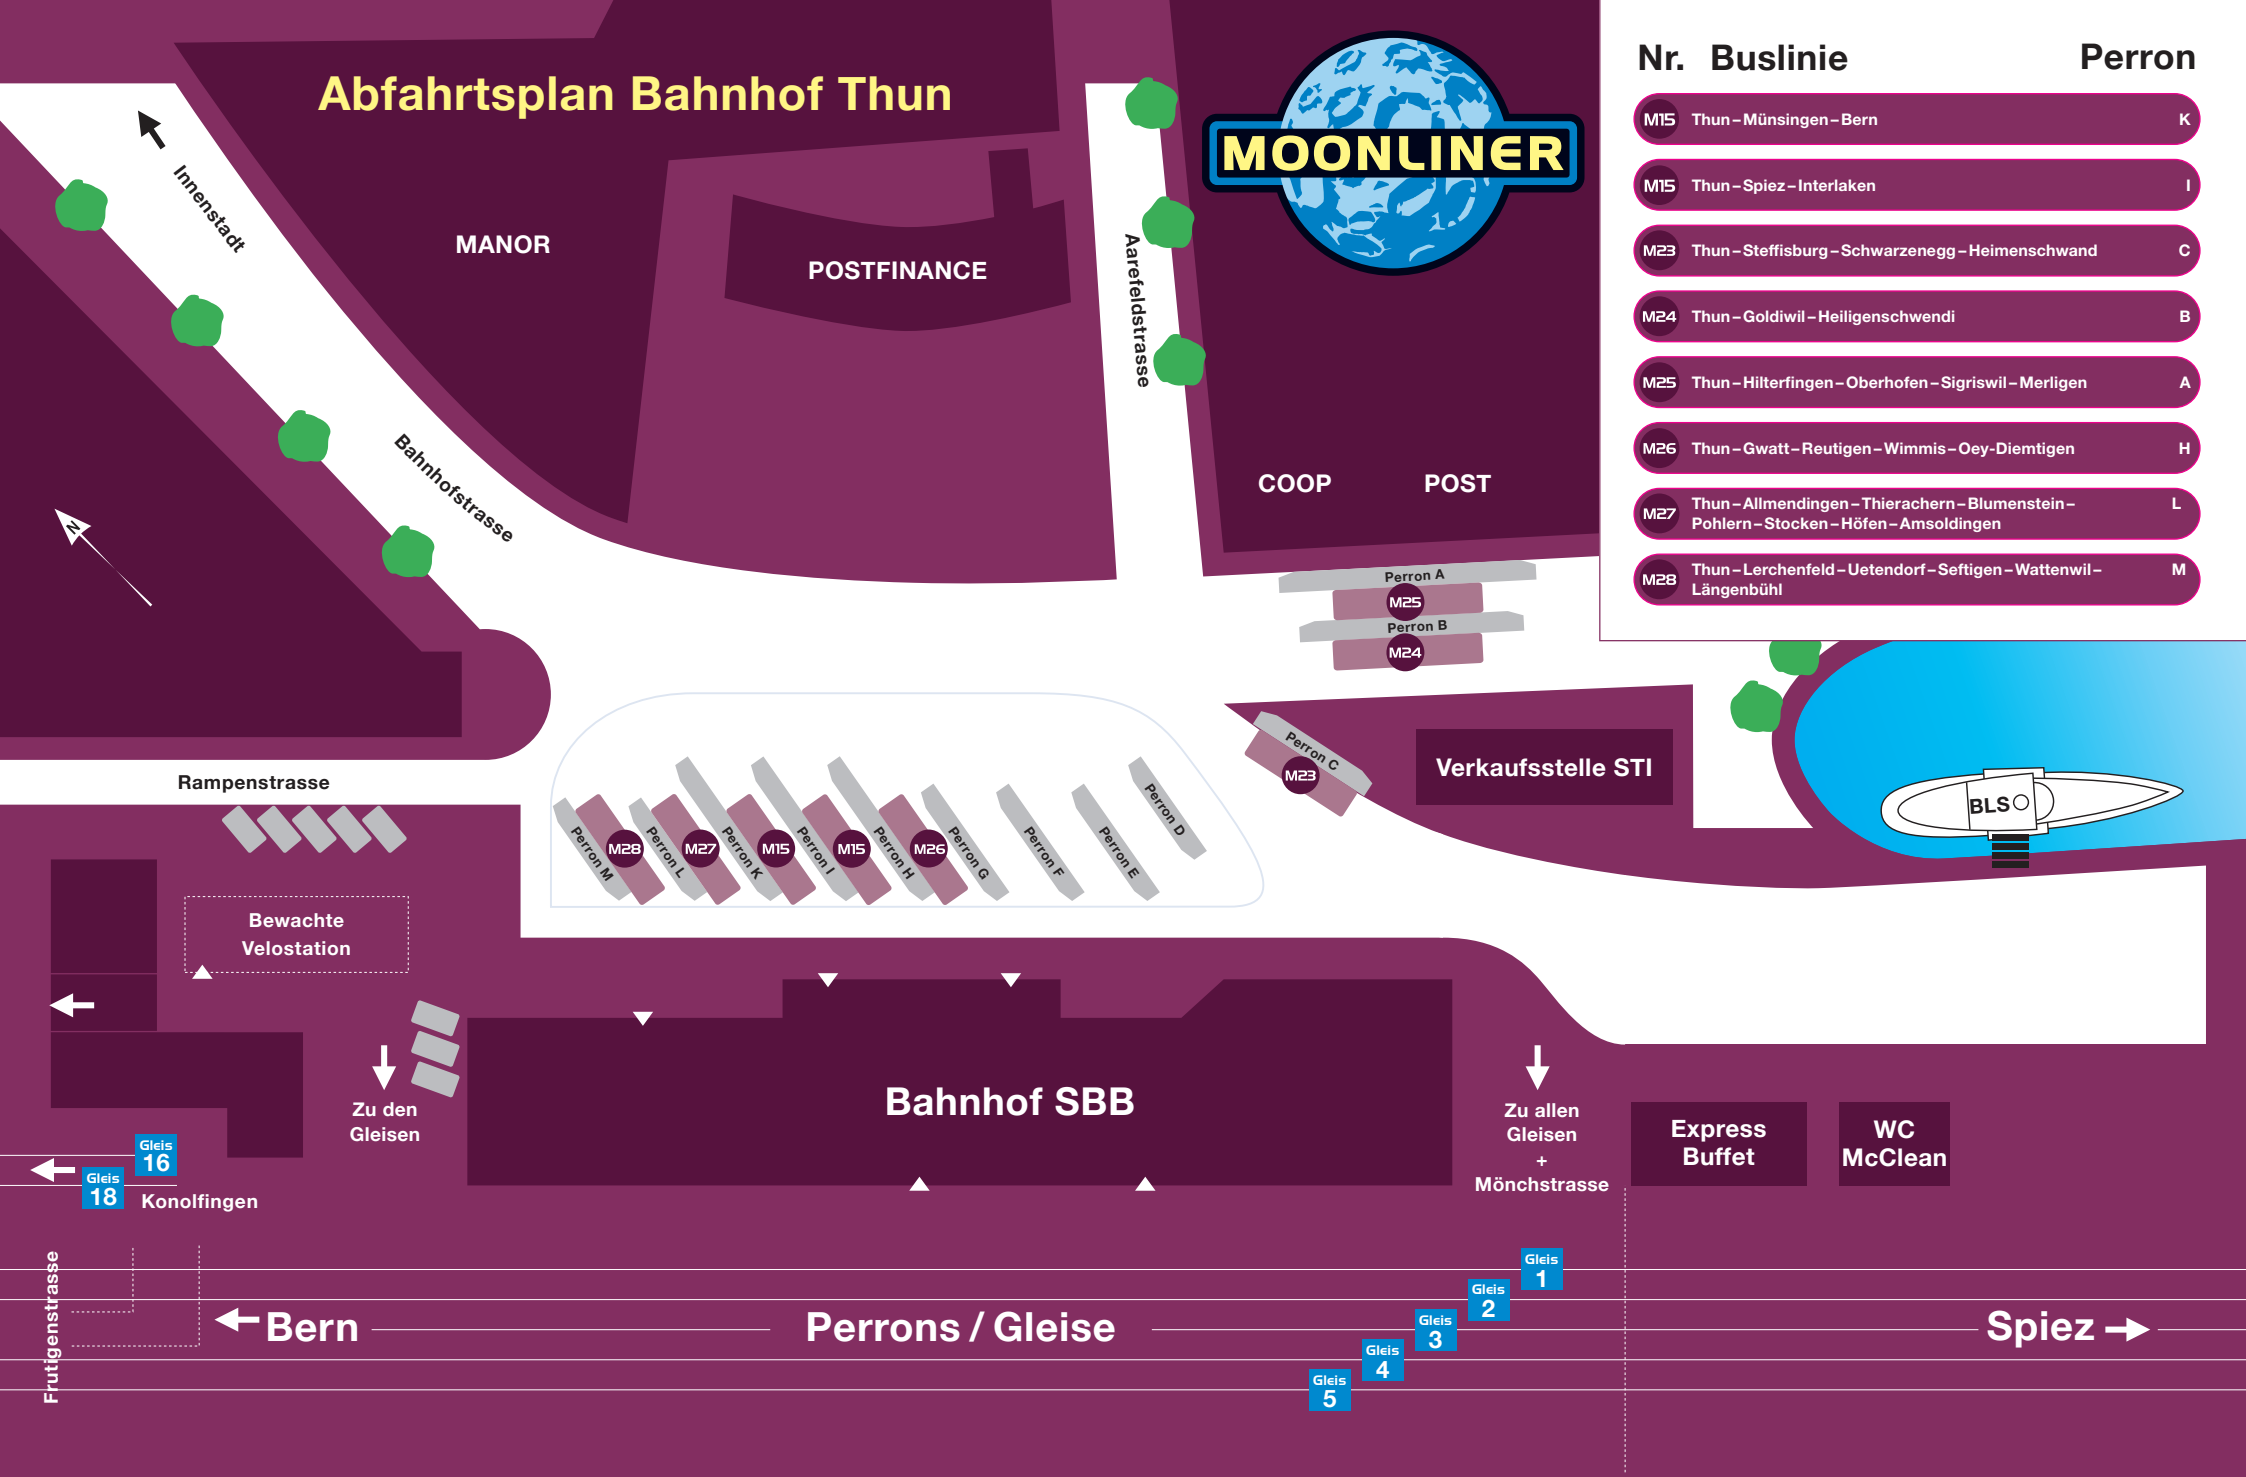 Abfahrtsplan Bahnhof Thun
MOONLINER
Nr. Buslinie Perron
M15 Thun–Münsingen–Bern K
M15 Thun–Spiez–Interlaken I
M23 Thun–Steffisburg–Schwarzenegg–Heimenschwand C
M24 Thun–Goldiwil–Heiligenschwendi B
M25 Thun–Hilterfingen–Oberhofen–Sigriswil–Merligen A
M26 Thun–Gwatt–Reutigen–Wimmis–Oey-Diemtigen H
M27 Thun–Allmendingen–Thierachern–Blumenstein– L
Pohlern–Stocken–Höfen–Amsoldingen
M28 Thun–Lerchenfeld–Uetendorf–Seftigen–Wattenwil– M
Längenbühl
Innenstadt
MANOR
POSTFINANCE
Aarefeldstrasse
Bahnhofstrasse
COOP
POST
N
Perron A
M25
Perron B
M24
Perron C
M23
Verkaufsstelle STI
BLS
Rampenstrasse
Perron M
M28
Perron L
M27
Perron K
M15
Perron I
M15
Perron H
M26
Perron G
Perron F
Perron E
Perron D
Bewachte
Velostation
Zu den
Gleisen
Bahnhof SBB
Zu allen
Gleisen
+
Mönchstrasse
Express
Buffet
WC
McClean
Gleis
16
Gleis
18
Konolfingen
Frutigenstrasse
Bern
Perrons / Gleise
Gleis
1
Gleis
2
Gleis
3
Gleis
4
Gleis
5
Spiez